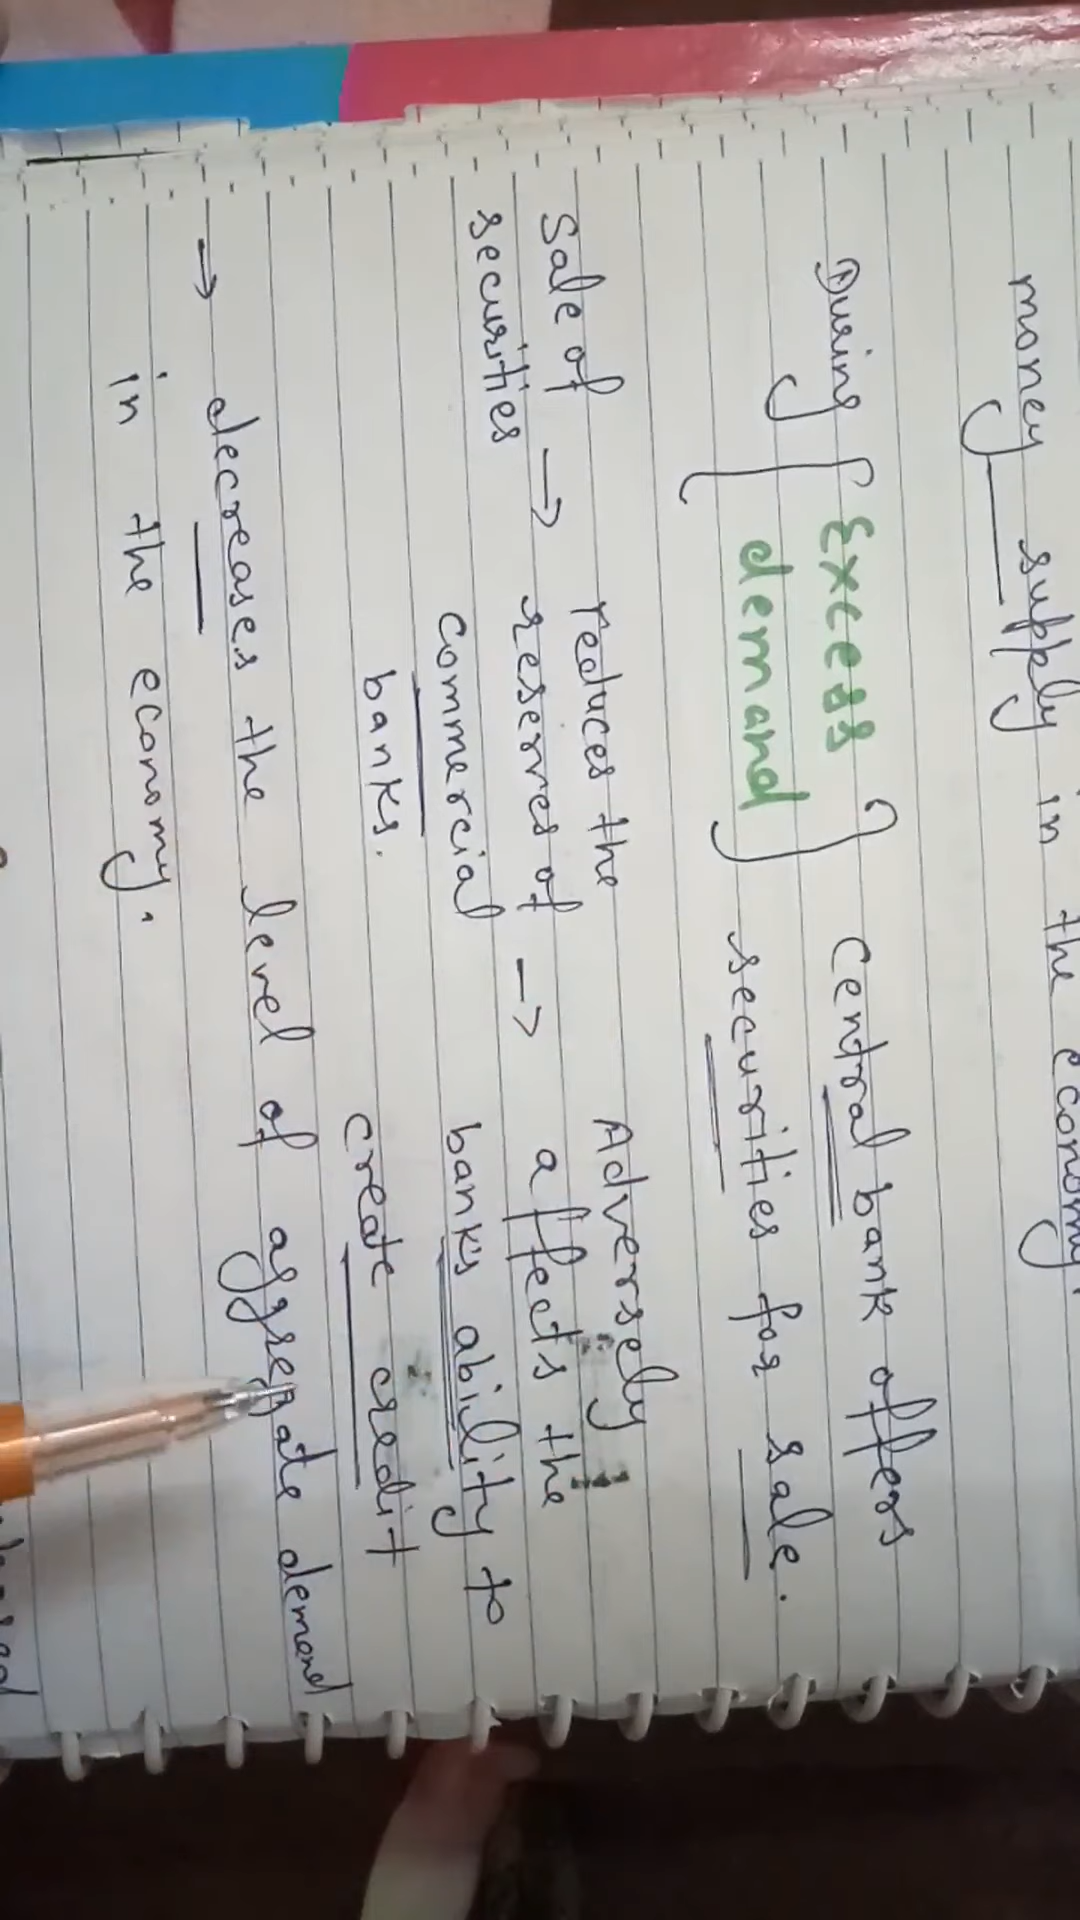 money supply in the economy.
During { Excess demand } Central bank offers
securities for sale.
Sale of securities → reduces the reserves of commercial banks. → Adversely affects the banks ability to create credit
→ decreases the level of aggregate demand
in the economy.